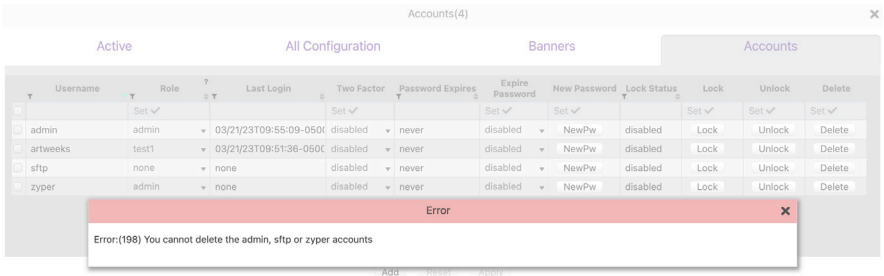 Accounts(4) ×
Active All Configuration Banners Accounts
Username Role ? Last Login Two Factor Password Expires Expire Password New Password Lock Status Lock Unlock Delete
Set ✓ Set ✓ Set ✓ Set ✓ Set ✓ Set ✓ Set ✓
admin admin 03/21/23T09:55:09-0500 disabled never disabled NewPw disabled Lock Unlock Delete
artweeks test1 03/21/23T09:51:36-0500 disabled never disabled NewPw disabled Lock Unlock Delete
sftp none none disabled never disabled NewPw disabled Lock Unlock Delete
zyper admin none disabled never disabled NewPw disabled Lock Unlock Delete
Error ×
Error:(198) You cannot delete the admin, sftp or zyper accounts
Add Reset Apply